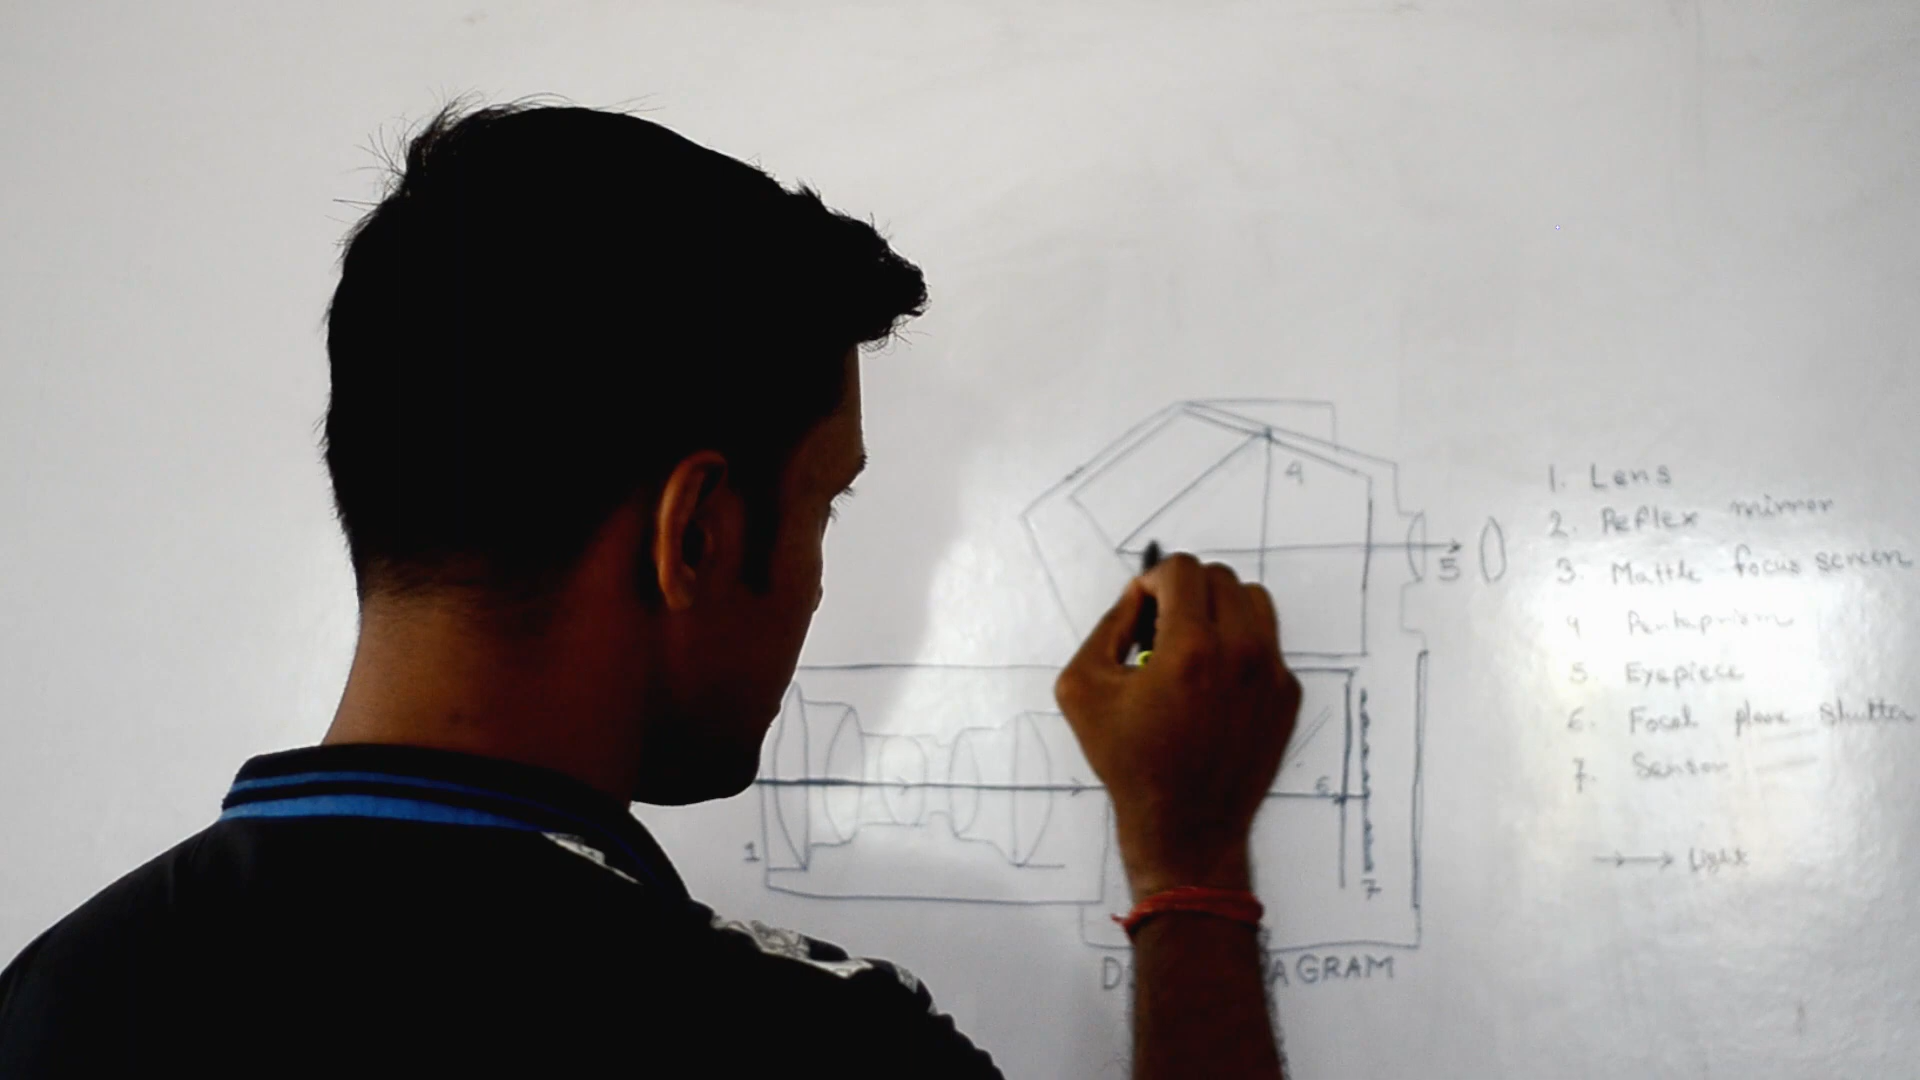 4
1. Lens
2. Reflex mirror
3. Matte focus screen
5
4 Pentaprism
5. Eyepiece
6. Focal plane shutter
7. Sensor
6
1
→→ light
7
AGRAM